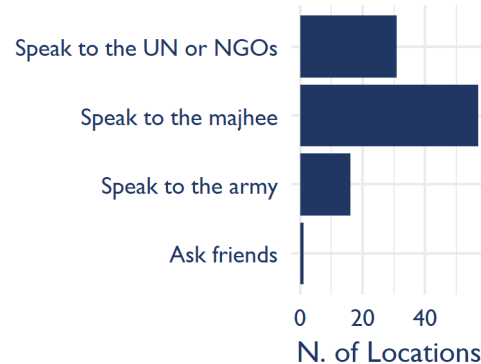 Speak to the UN or NGOs
Speak to the majhee
Speak to the army
Ask friends
0 20 40
N. of Locations